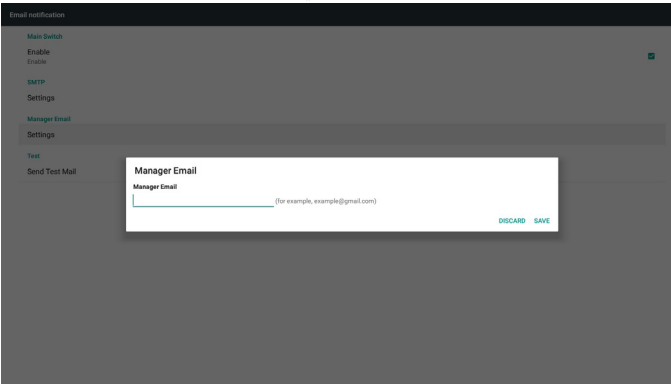 Email notification
Main Switch
Enable
Enable
SMTP
Settings
Manager Email
Settings
Test
Send Test Mail
Manager Email
Manager Email
(for example, example@gmail.com)
DISCARD SAVE